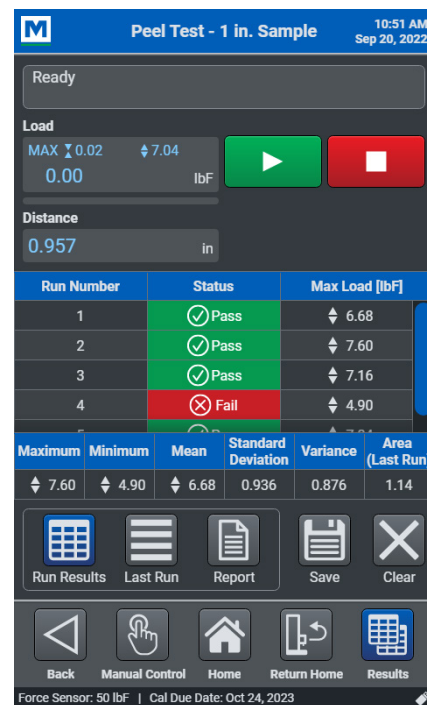 M
Peel Test - 1 in. Sample
10:51 AM
Sep 20, 2022
Ready
Load
MAX 0.02 7.04
0.00 lbF
Distance
0.957 in
Run Number Status Max Load [lbF]
1 Pass 6.68
2 Pass 7.60
3 Pass 7.16
4 Fail 4.90
Maximum Minimum Mean Standard Deviation Variance Area (Last Run
7.60 4.90 6.68 0.936 0.876 1.14
Run Results Last Run Report Save Clear
Back Manual Control Home Return Home Results
Force Sensor: 50 lbF | Cal Due Date: Oct 24, 2023